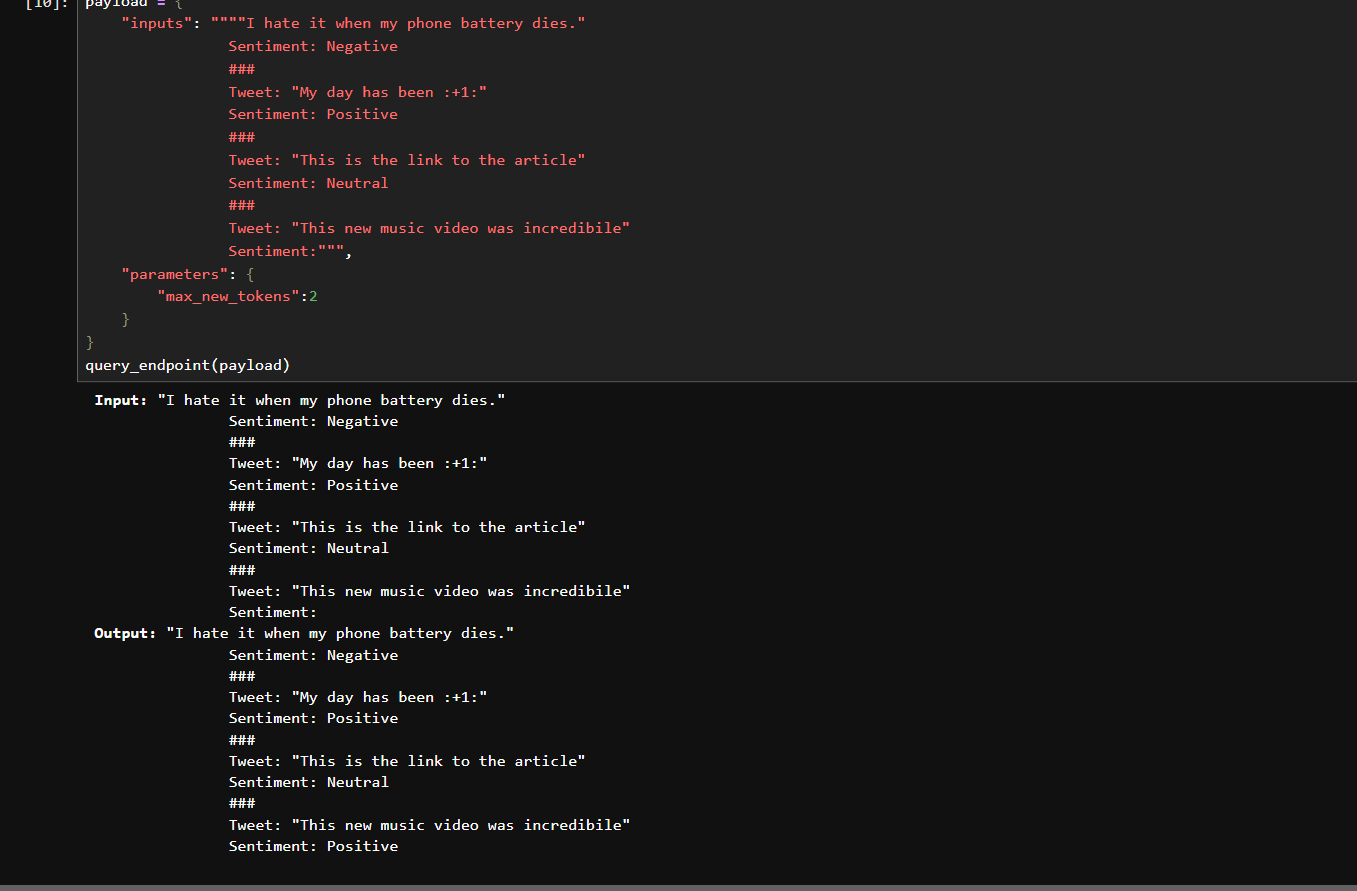 [10]: payload = {
"inputs": """"I hate it when my phone battery dies."
Sentiment: Negative
###
Tweet: "My day has been :+1:"
Sentiment: Positive
###
Tweet: "This is the link to the article"
Sentiment: Neutral
###
Tweet: "This new music video was incredibile"
Sentiment:""",
"parameters": {
"max_new_tokens":2
}
}
query_endpoint(payload)
Input: "I hate it when my phone battery dies."
Sentiment: Negative
###
Tweet: "My day has been :+1:"
Sentiment: Positive
###
Tweet: "This is the link to the article"
Sentiment: Neutral
###
Tweet: "This new music video was incredibile"
Sentiment:
Output: "I hate it when my phone battery dies."
Sentiment: Negative
###
Tweet: "My day has been :+1:"
Sentiment: Positive
###
Tweet: "This is the link to the article"
Sentiment: Neutral
###
Tweet: "This new music video was incredibile"
Sentiment: Positive